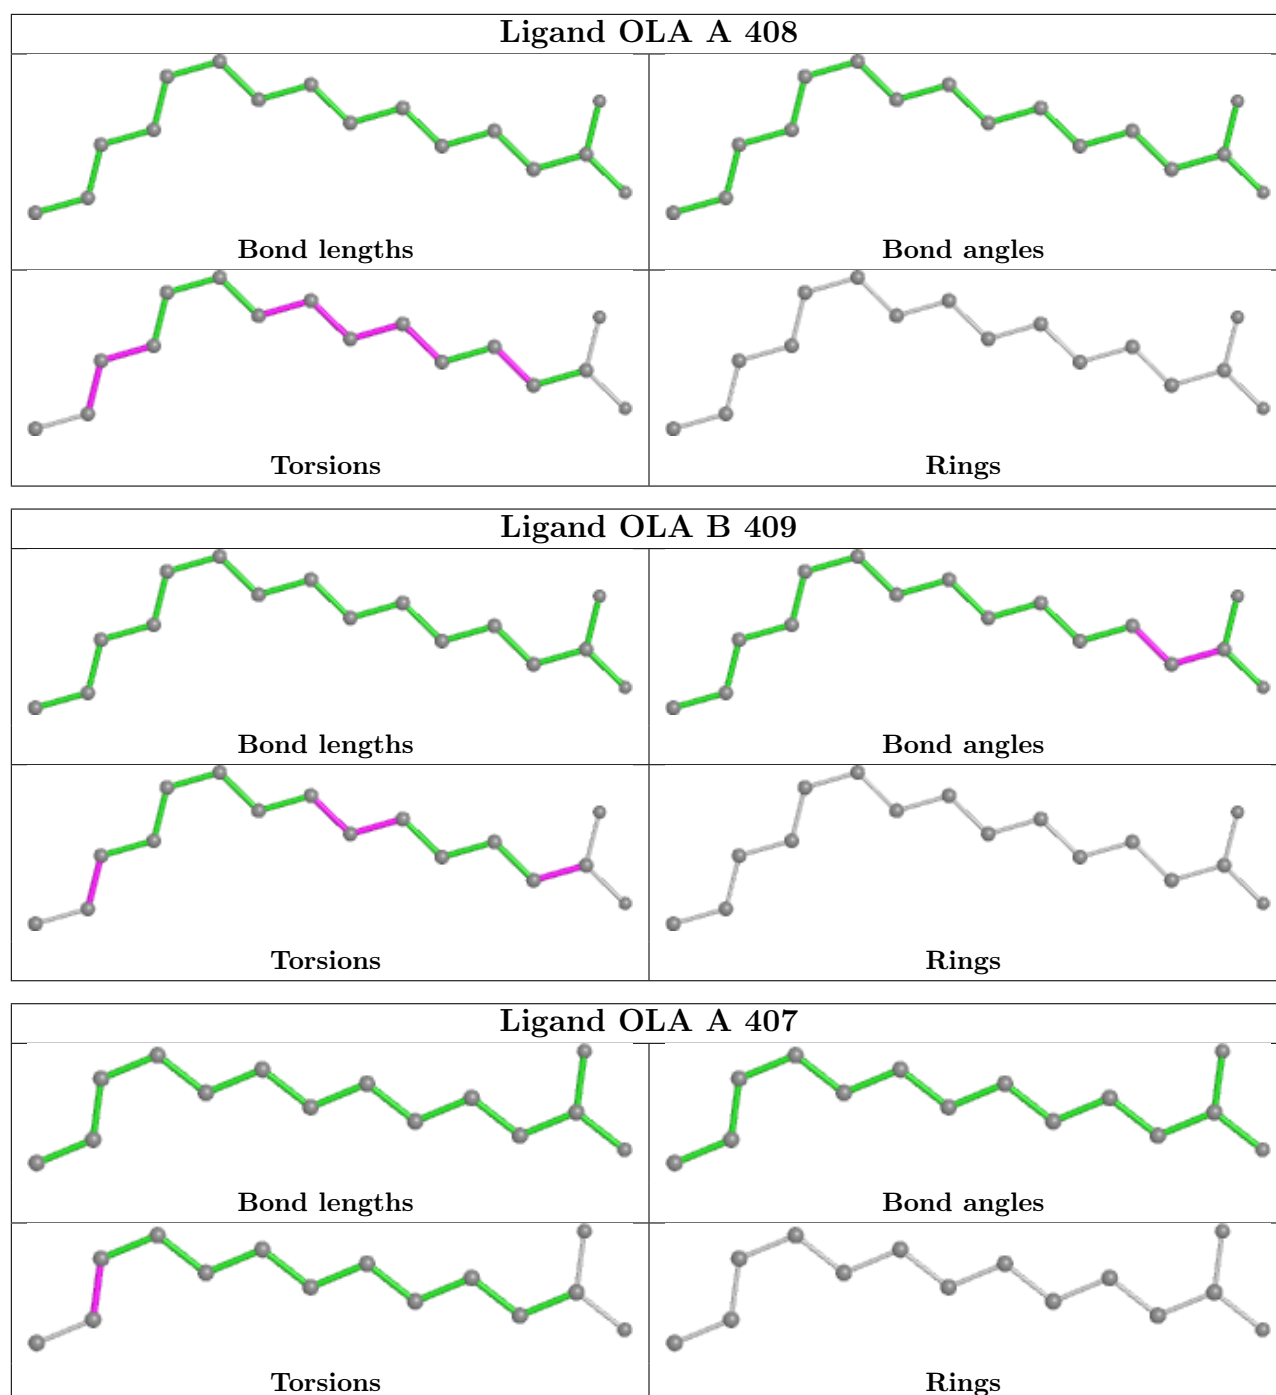 Ligand OLA A 408
Bond lengths
Bond angles
Torsions
Rings
Ligand OLA B 409
Bond lengths
Bond angles
Torsions
Rings
Ligand OLA A 407
Bond lengths
Bond angles
Torsions
Rings